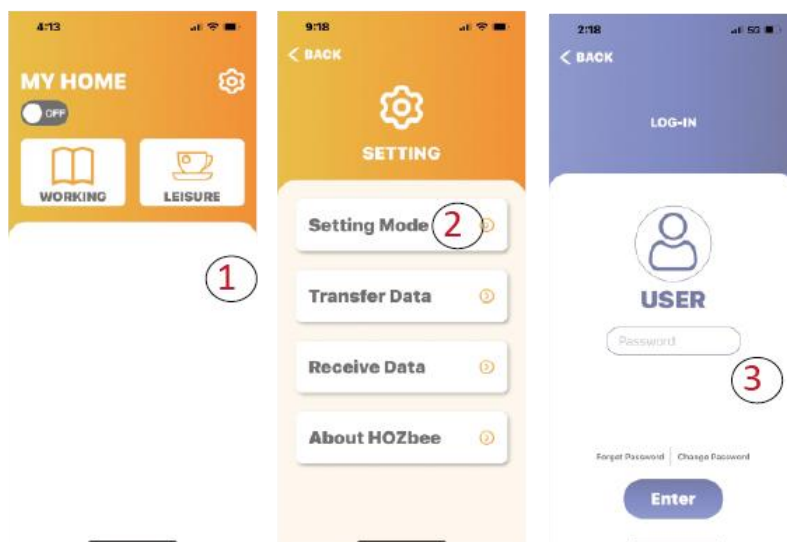 4:13
MY HOME
OFF
WORKING
LEISURE
1
9:18
BACK
SETTING
Setting Mode
2
Transfer Data
Receive Data
About HOZbee
2:18
5G
BACK
LOG-IN
USER
Password
3
Forget Password
Change Password
Enter